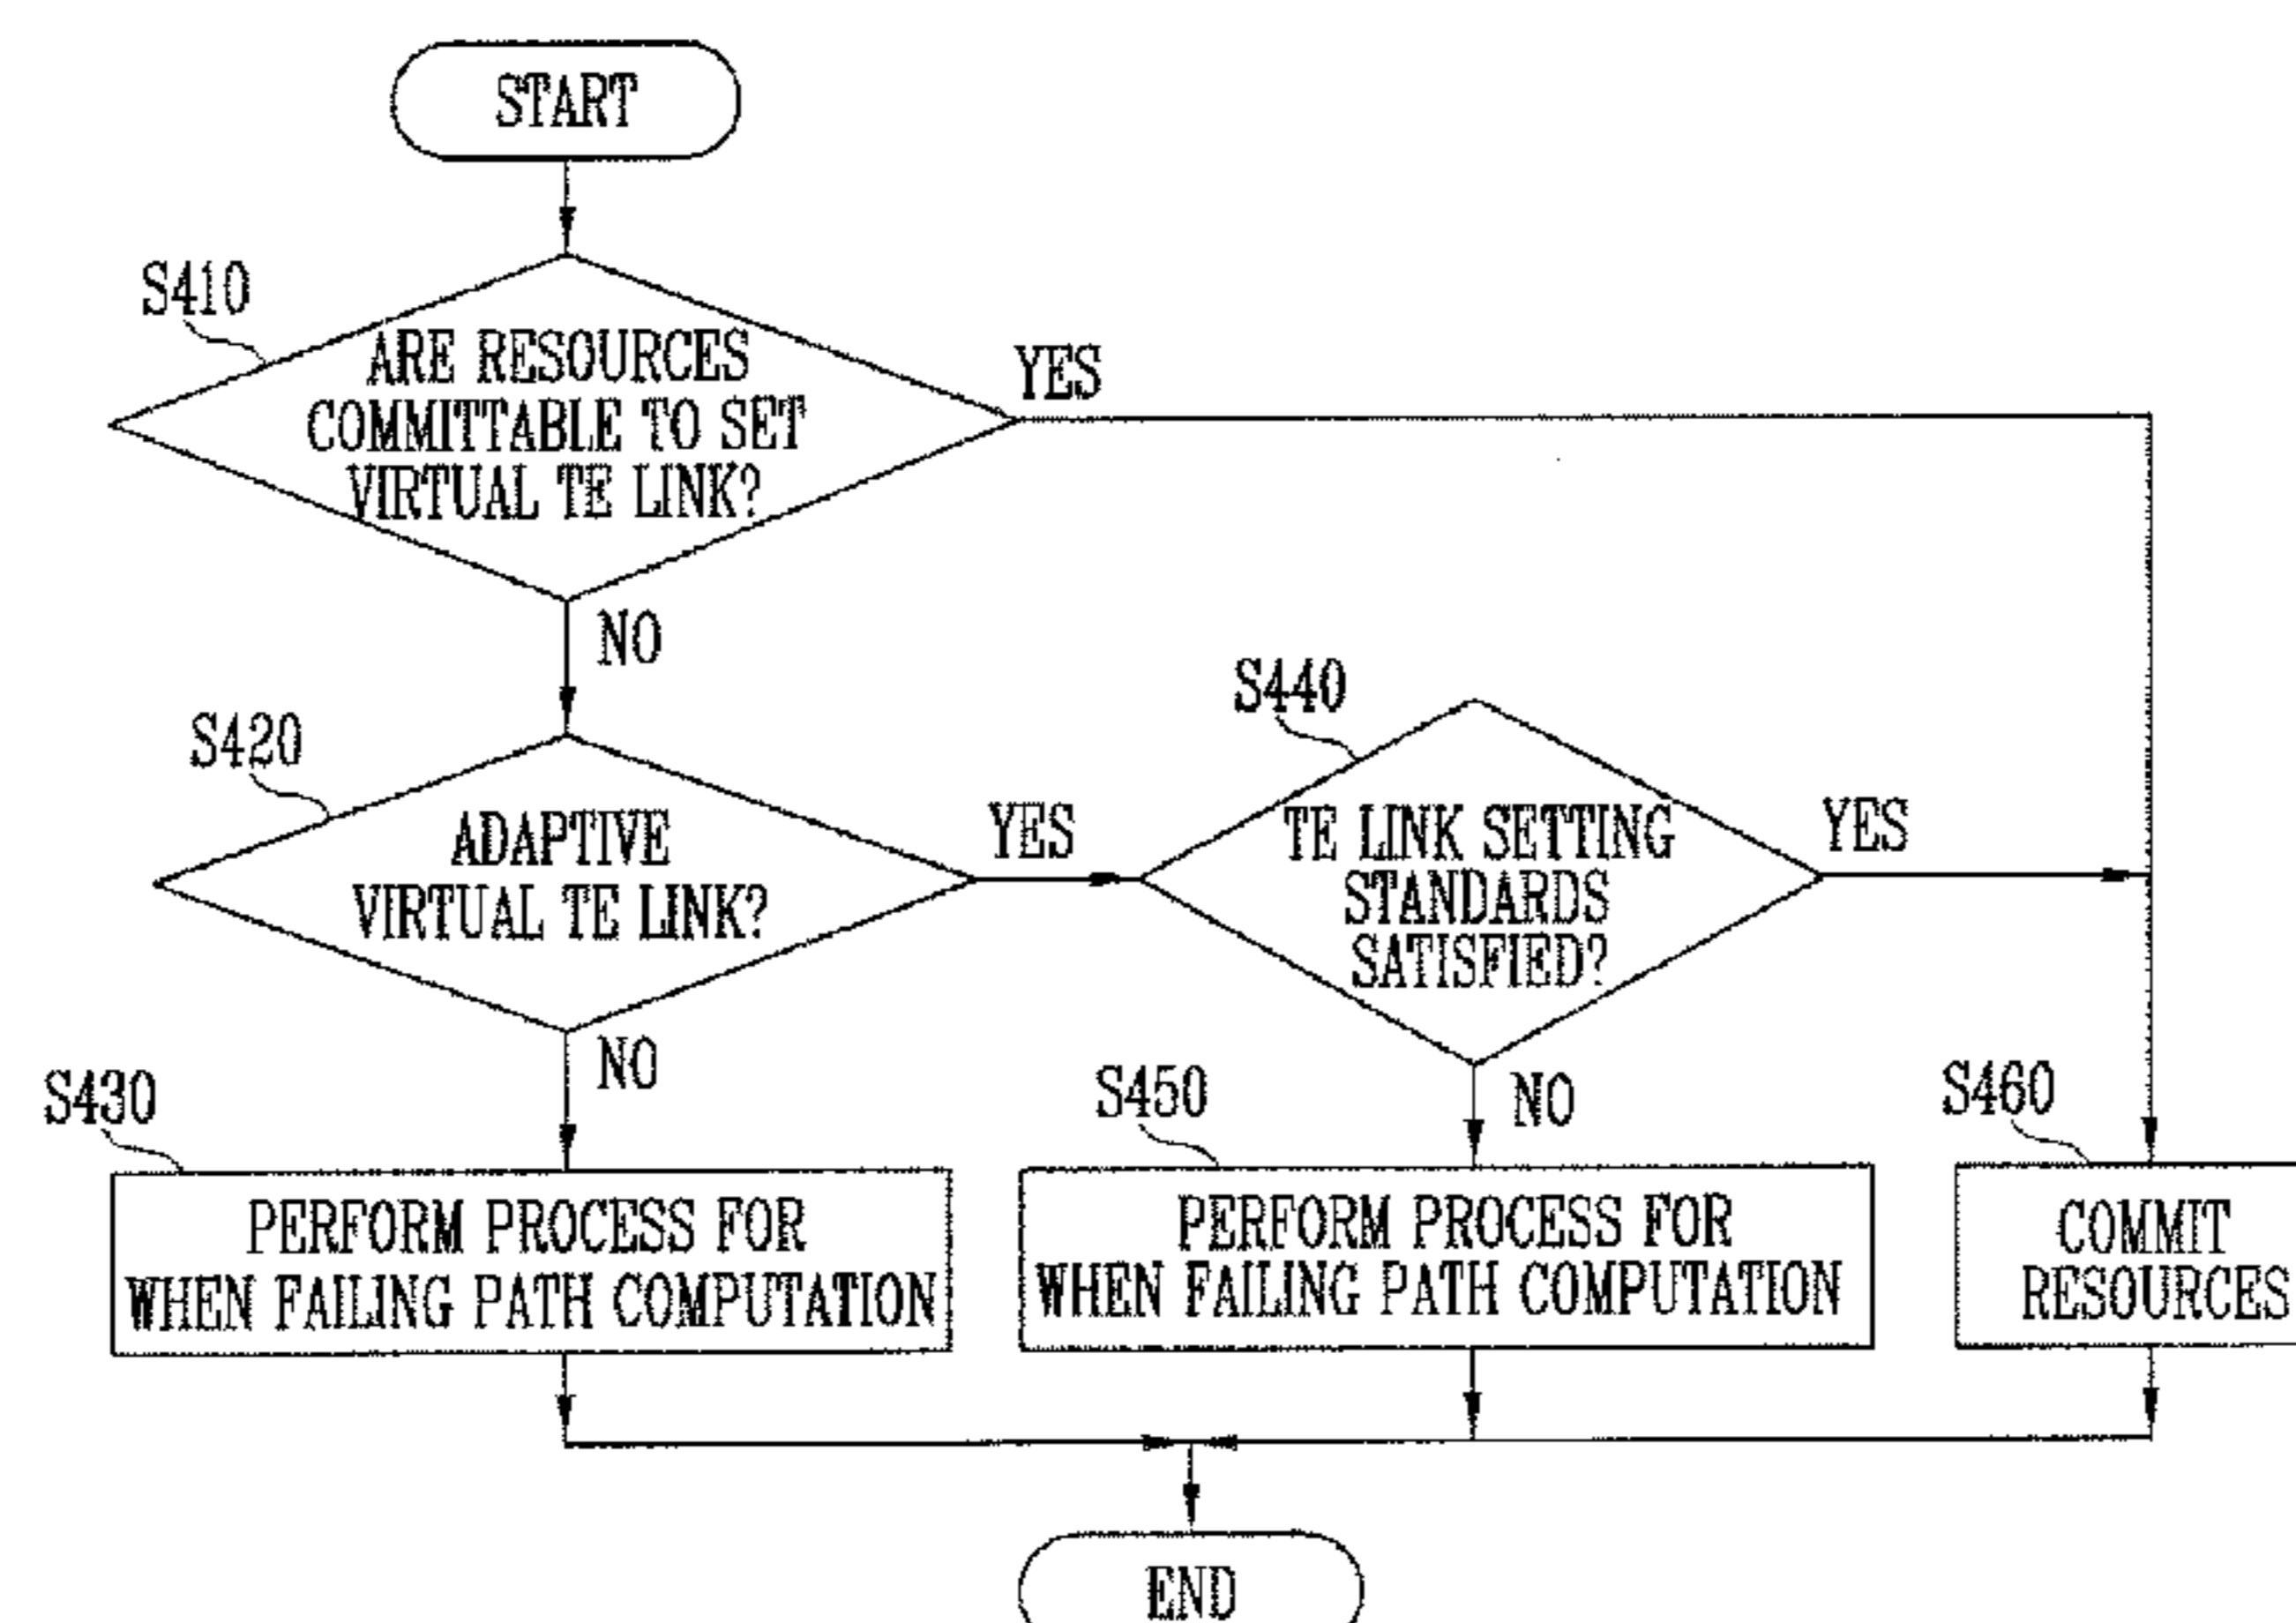 START
S410
ARE RESOURCES
COMMITTABLE TO SET
VIRTUAL TE LINK?
YES
NO
S420
ADAPTIVE
VIRTUAL TE LINK?
YES
S440
TE LINK SETTING
STANDARDS
SATISFIED?
YES
NO
S430
PERFORM PROCESS FOR
WHEN FAILING PATH COMPUTATION
NO
S450
PERFORM PROCESS FOR
WHEN FAILING PATH COMPUTATION
S460
COMMIT
RESOURCES
END